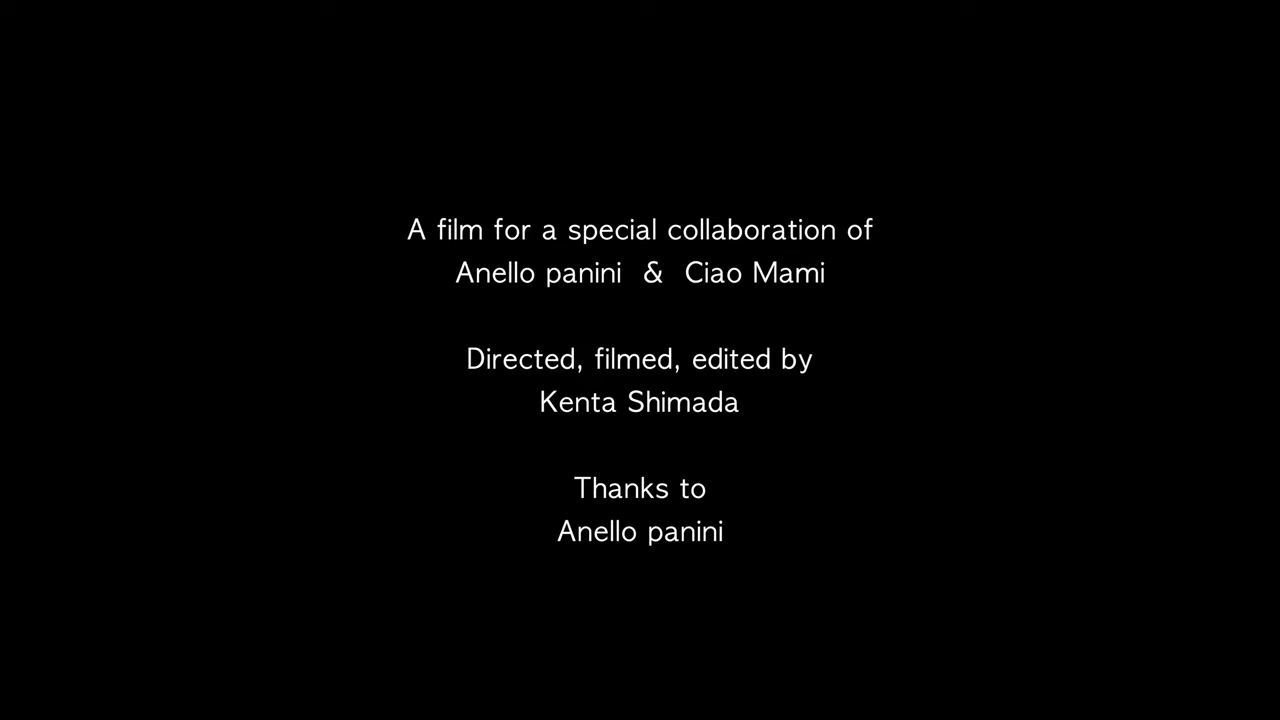 A film for a special collaboration of
Anello panini & Ciao Mami
Directed, filmed, edited by
Kenta Shimada
Thanks to
Anello panini